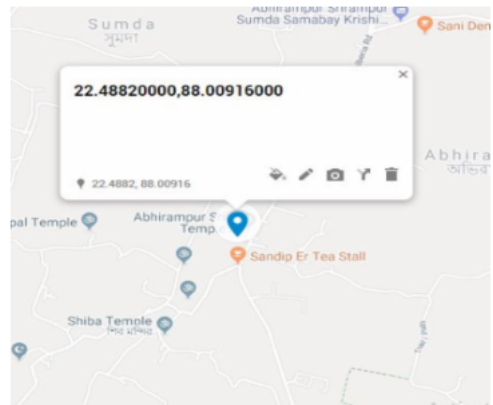 Abhirampur Shrirampur
Sumda Samabay Krishi...
Sumda
সুমদা
Sani Den
22.48820000,88.00916000
22.4882, 88.00916
Abhira
অভির
pal Temple
Abhirampur S
Temp
Sandip Er Tea Stall
Shiba Temple
শিব মন্দির